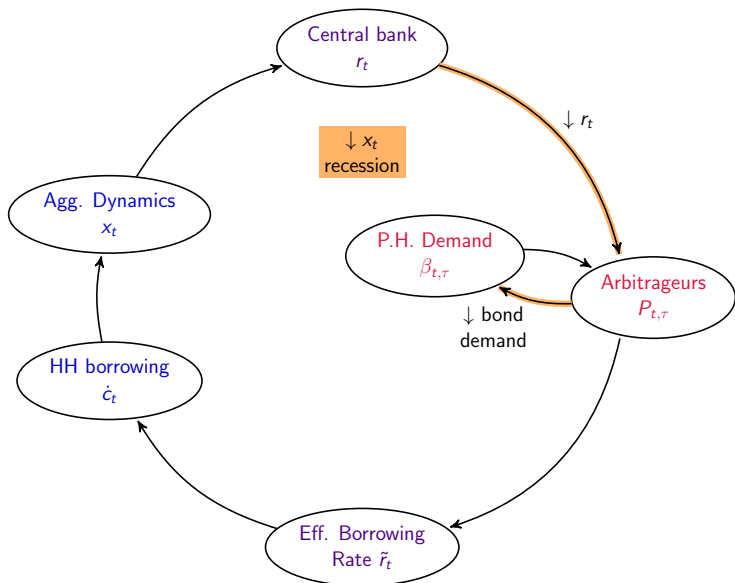 Central bank
r_t
↓ r_t
↓ x_t
recession
Agg. Dynamics
x_t
P.H. Demand
β_{t,τ}
Arbitrageurs
P_{t,τ}
↓ bond
demand
HH borrowing
ċ_t
Eff. Borrowing
Rate r̃_t